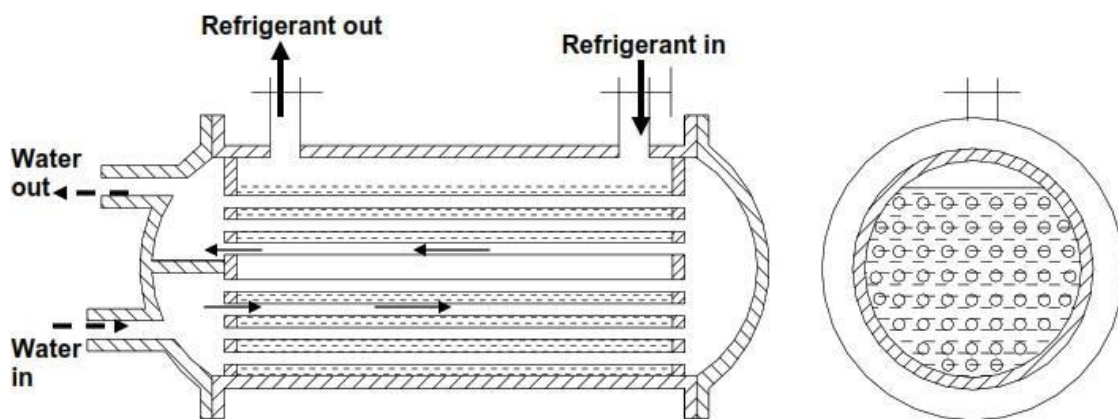 Refrigerant out
Refrigerant in
Water
out
Water
in